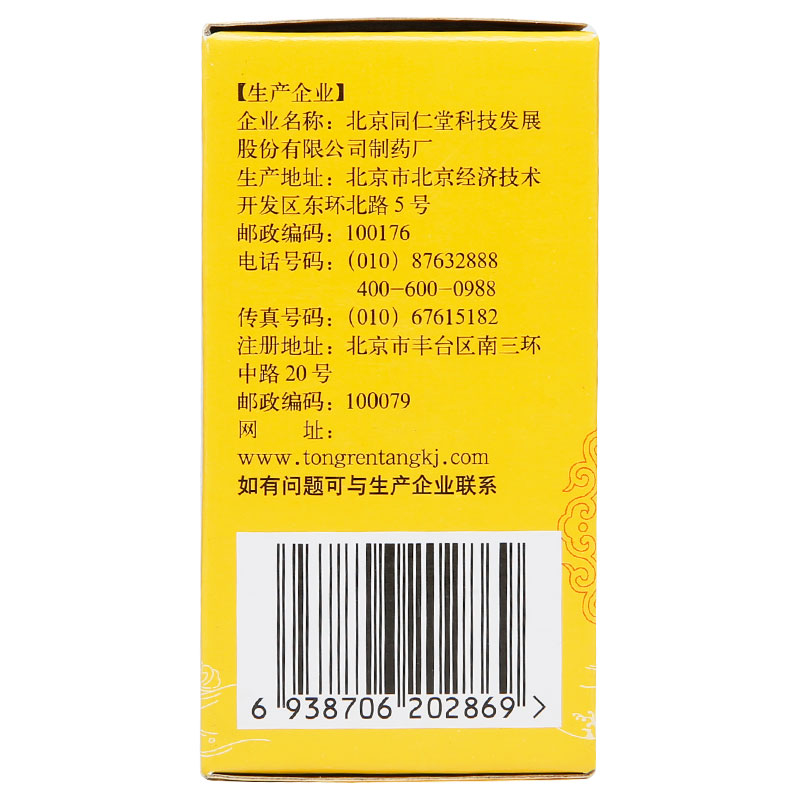 【生产企业】
企业名称：北京同仁堂科技发展
股份有限公司制药厂
生产地址：北京市北京经济技术
开发区东环北路5号
邮政编码：100176
电话号码：（010）87632888
400-600-0988
传真号码：（010）67615182
注册地址：北京市丰台区南三环
中路20号
邮政编码：100079
网　　址：
www.tongrentangkj.com
如有问题可与生产企业联系
6 938706 202869 >